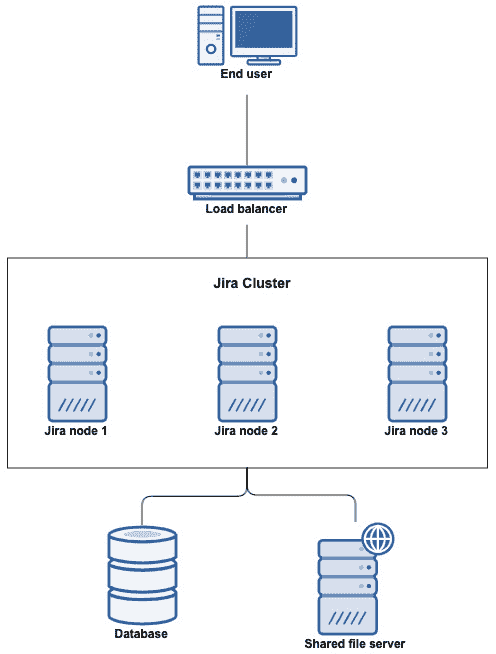 End user
Load balancer
Jira Cluster
Jira node 1
Jira node 2
Jira node 3
Database
Shared file server